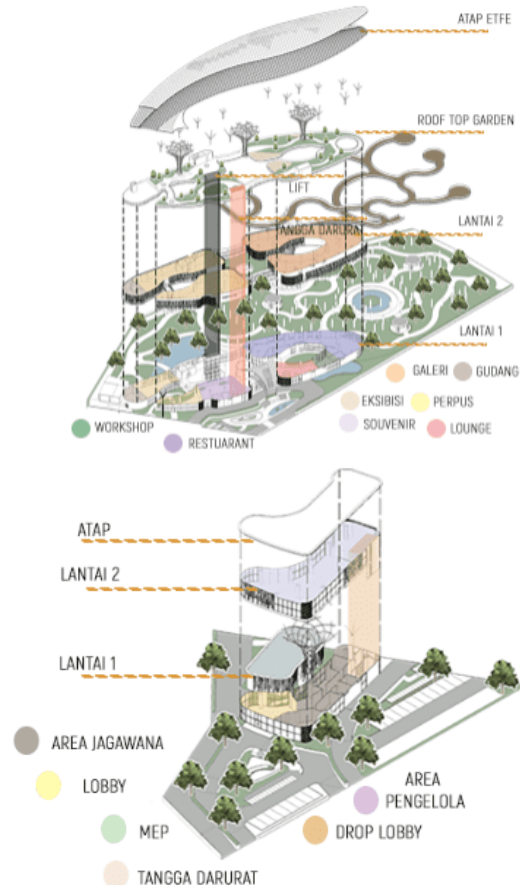 ATAP ETFE
ROOF TOP GARDEN
LIFT
TANGGA DARURA
LANTAI 2
LANTAI 1
GALERI
GUDANG
EKSIBISI
PERPUS
WORKSHOP
SOUVENIR
LOUNGE
RESTUARANT
ATAP
LANTAI 2
LANTAI 1
AREA JAGAWANA
LOBBY
AREA
PENGELOLA
MEP
DROP LOBBY
TANGGA DARURAT